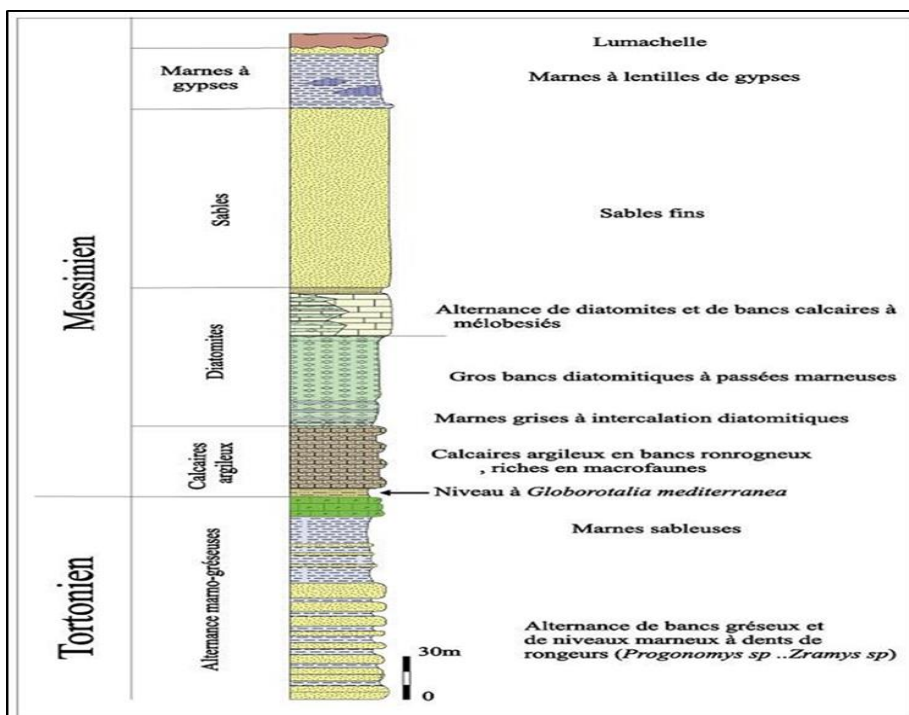 Lumachelle
Marnes à
gypses
Marnes à lentilles de gypses
Messinien
Sables
Sables fins
Diatomites
Alternance de diatomites et de bancs calcaires à
mélobesiés
Gros bancs diatomitiques à passées marneuses
Marnes grises à intercalation diatomitiques
Calcaires
argileux
Calcaires argileux en bancs ronrogneux
, riches en macrofaunes
Niveau à Globorotalia mediterranea
Tortonien
Alternance marno-gréseuses
Marnes sableuses
Alternance de bancs gréseux et
de niveaux marneux à dents de
rongeurs (Progonomys sp ..Zramys sp)
30m
0